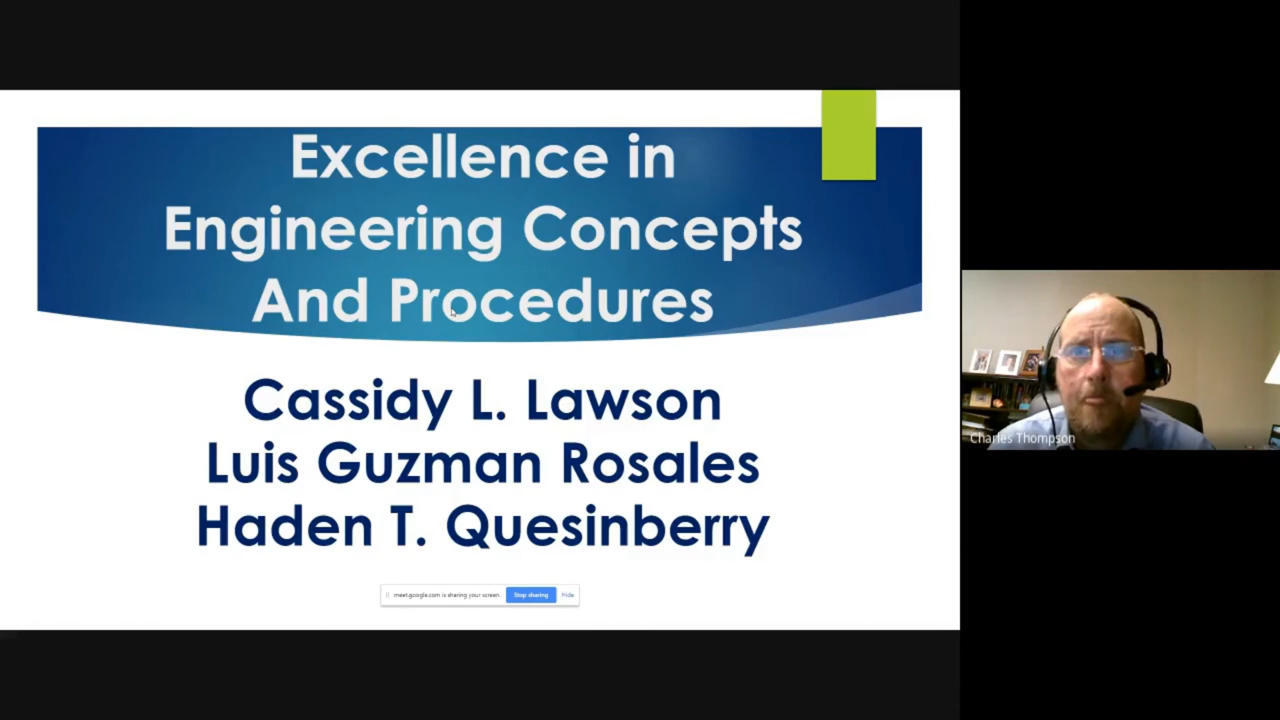 Excellence in
Engineering Concepts
And Procedures
Cassidy L. Lawson
Luis Guzman Rosales
Haden T. Quesinberry
meet.google.com is sharing your screen.
Stop sharing
Hide
Charles Thompson